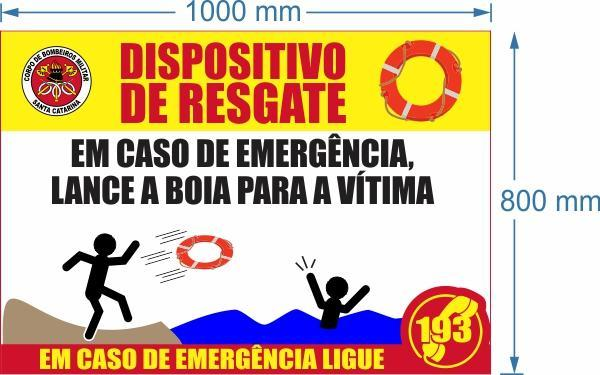 1000 mm
CORPO DE BOMBEIROS MILITAR
SANTA CATARINA
DISPOSITIVO
DE RESGATE
EM CASO DE EMERGÊNCIA,
LANCE A BOIA PARA A VÍTIMA
800 mm
193
EM CASO DE EMERGÊNCIA LIGUE